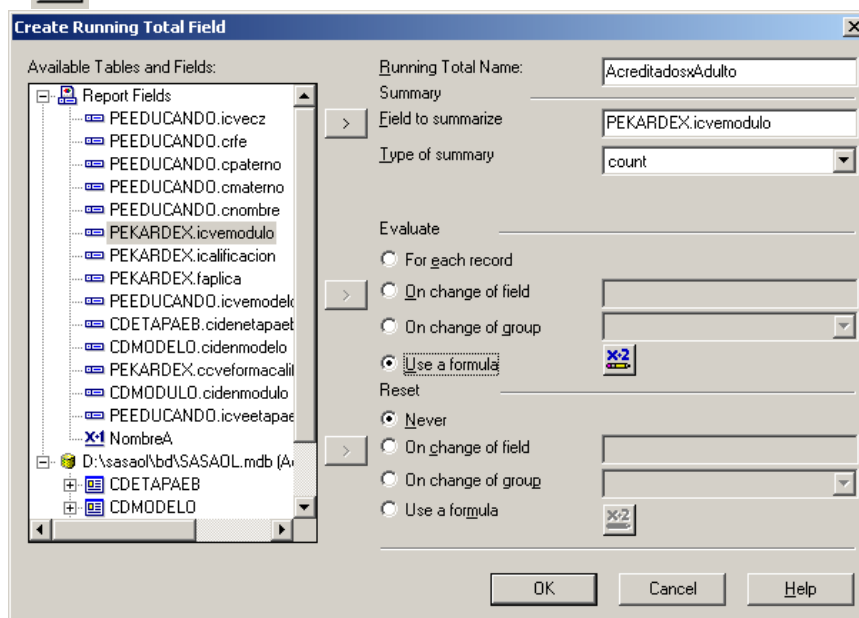 Create Running Total Field
Available Tables and Fields:
Report Fields
PEEDUCANDO.icvecz
PEEDUCANDO.crfe
PEEDUCANDO.cpaterno
PEEDUCANDO.cmaterno
PEEDUCANDO.cnombre
PEKARDEX.icvemodulo
PEKARDEX.icalificacion
PEKARDEX.faplica
PEEDUCANDO.icvemodelo
CDETAPAEB.cidenetapaeb
CDMODELO.cidenmodelo
PEKARDEX.ccveformacalif
CDMODULO.cidenmodulo
PEEDUCANDO.icveetapae
NombreA
D:\sasaol\bd\SASAOL.mdb (A
CDETAPAEB
CDMODELO
Running Total Name:
AcreditadosxAdulto
Summary
>
Field to summarize
PEKARDEX.icvemodulo
Type of summary
count
Evaluate
For each record
>
On change of field
On change of group
Use a formula
X·2
Reset
Never
>
On change of field
On change of group
Use a formula
X·2
OK
Cancel
Help